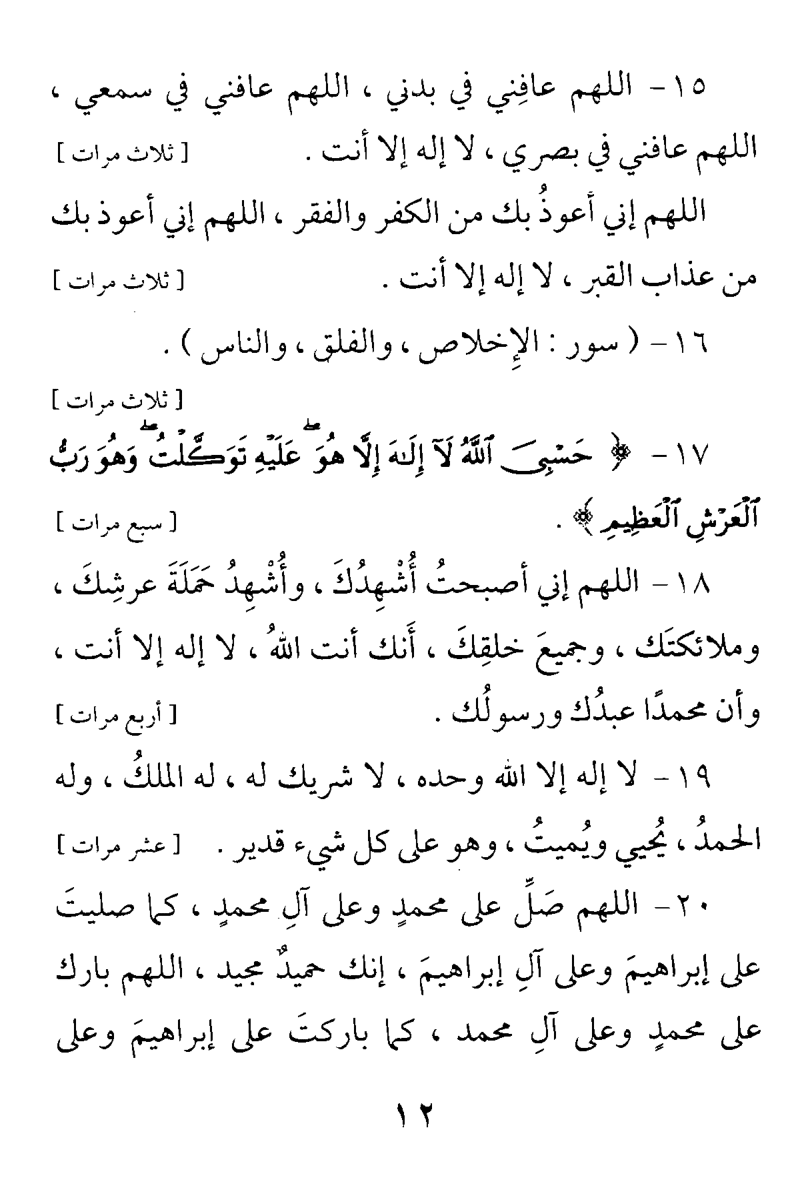 ١٥- اللهم عافِني في بدني ، اللهم عافني في سمعي ،
اللهم عافني في بصري ، لا إله إلا أنت . [ ثلاث مرات ]
اللهم إني أعوذُ بك من الكفر والفقر ، اللهم إني أعوذ بك
من عذاب القبر ، لا إله إلا أنت . [ ثلاث مرات ]
١٦- ( سور : الإِخلاص ، والفلق ، والناس ) .
[ ثلاث مرات ]
١٧- ﴿ حَسْبِىَ ٱللَّهُ لَآ إِلَٰهَ إِلَّا هُوَ ۖ عَلَيْهِ تَوَكَّلْتُ ۖ وَهُوَ رَبُّ
ٱلْعَرْشِ ٱلْعَظِيمِ ﴾ . [ سبع مرات ]
١٨- اللهم إني أصبحتُ أُشْهِدُكَ ، وأُشْهِدُ حَمَلَةَ عرشِكَ ،
وملائكتَك ، وجميعَ خلقِكَ ، أَنك أنت اللهُ ، لا إله إلا أنت ،
وأن محمدًا عبدُك ورسولُك . [ أربع مرات ]
١٩- لا إله إلا الله وحده ، لا شريك له ، له الملكُ ، وله
الحمدُ ، يُحيي ويُميتُ ، وهو على كل شيء قدير . [ عشر مرات ]
٢٠- اللهم صَلِّ على محمدٍ وعلى آلِ محمدٍ ، كما صليتَ
على إبراهيمَ وعلى آلِ إبراهيمَ ، إنك حميدٌ مجيد ، اللهم بارك
على محمدٍ وعلى آلِ محمد ، كما باركتَ على إبراهيمَ وعلى
١٢